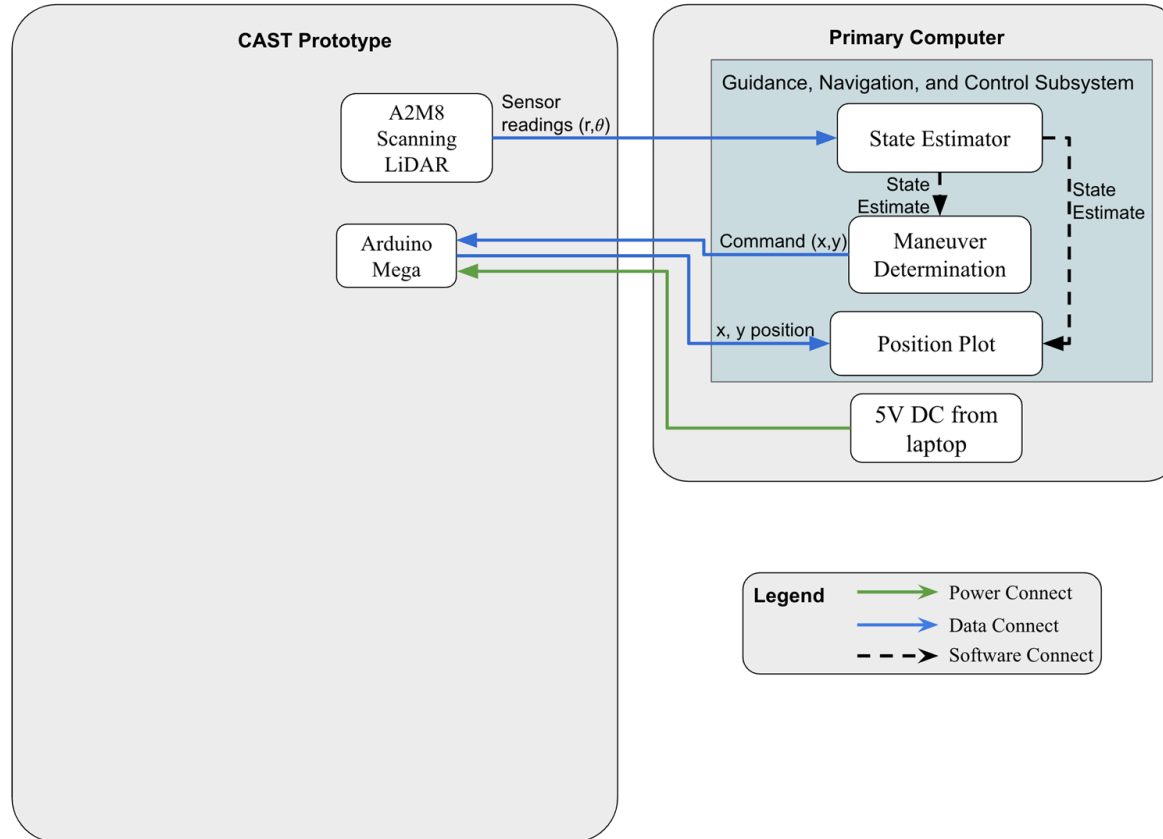 CAST Prototype
A2M8
Scanning
LiDAR
Sensor
readings (r,θ)
Arduino
Mega
Primary Computer
Guidance, Navigation, and Control Subsystem
State Estimator
State
Estimate
State
Estimate
Command (x,y)
Maneuver
Determination
x, y position
Position Plot
5V DC from
laptop
Legend
Power Connect
Data Connect
Software Connect